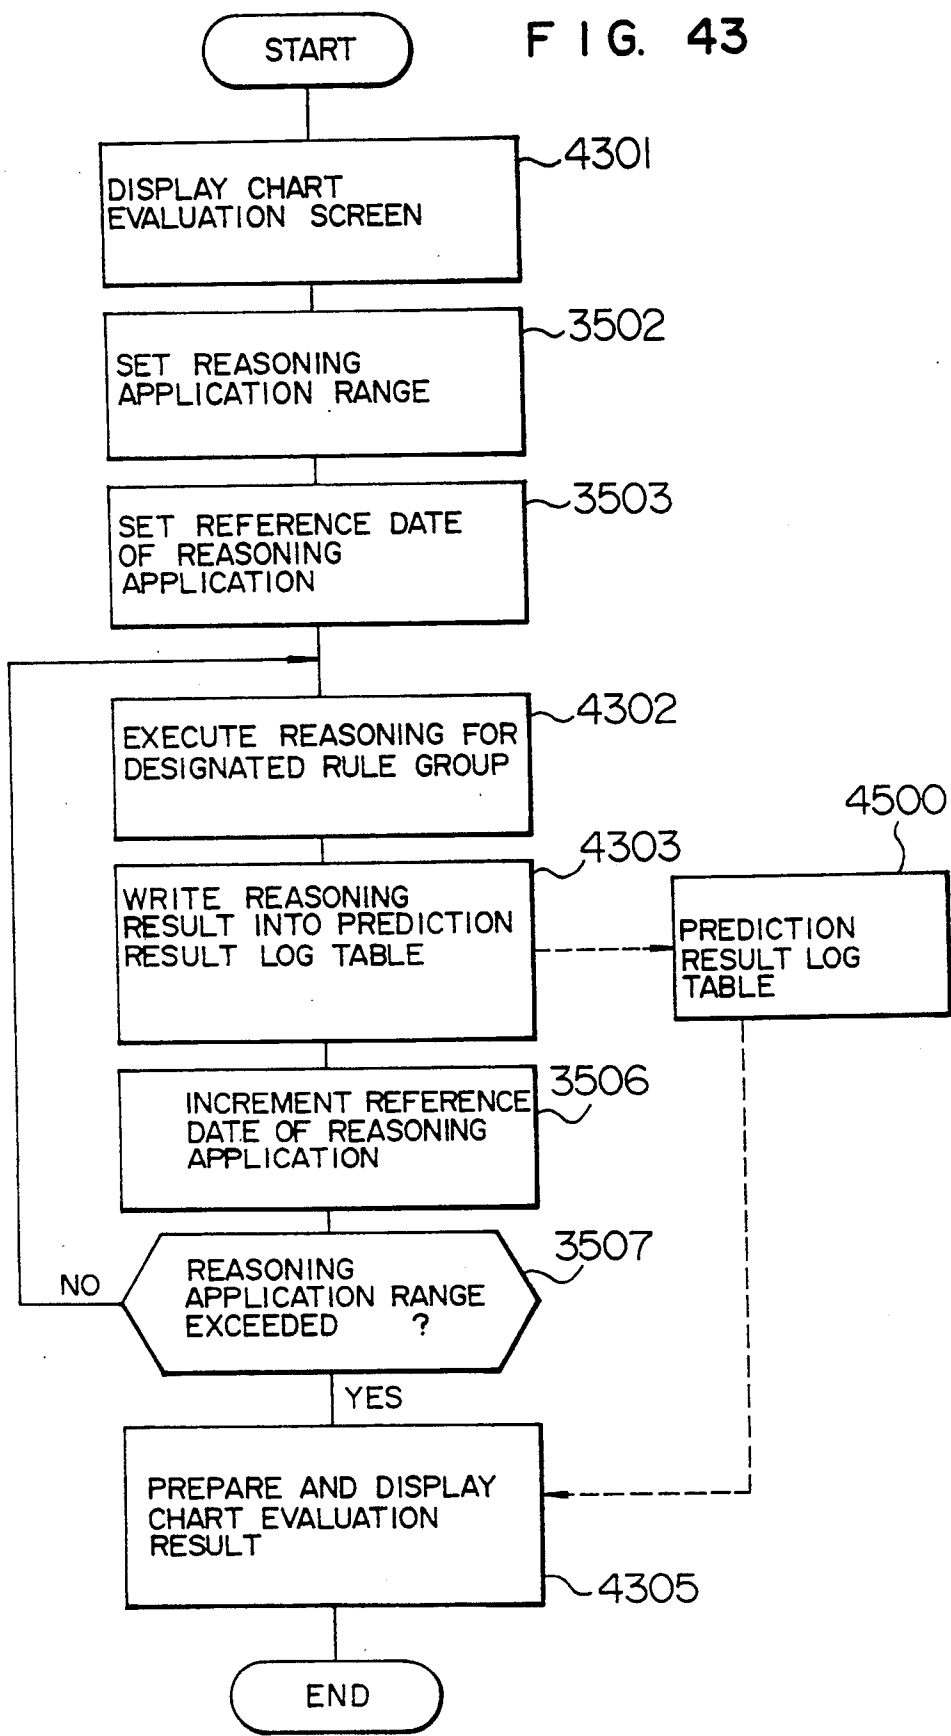 FIG. 43
START
4301
DISPLAY CHART
EVALUATION SCREEN
3502
SET REASONING
APPLICATION RANGE
3503
SET REFERENCE DATE
OF REASONING
APPLICATION
4302
EXECUTE REASONING FOR
DESIGNATED RULE GROUP
4303
WRITE REASONING
RESULT INTO PREDICTION
RESULT LOG TABLE
4500
PREDICTION
RESULT LOG
TABLE
3506
INCREMENT REFERENCE
DATE OF REASONING
APPLICATION
3507
REASONING
APPLICATION RANGE
EXCEEDED ?
NO
YES
PREPARE AND DISPLAY
CHART EVALUATION
RESULT
4305
END